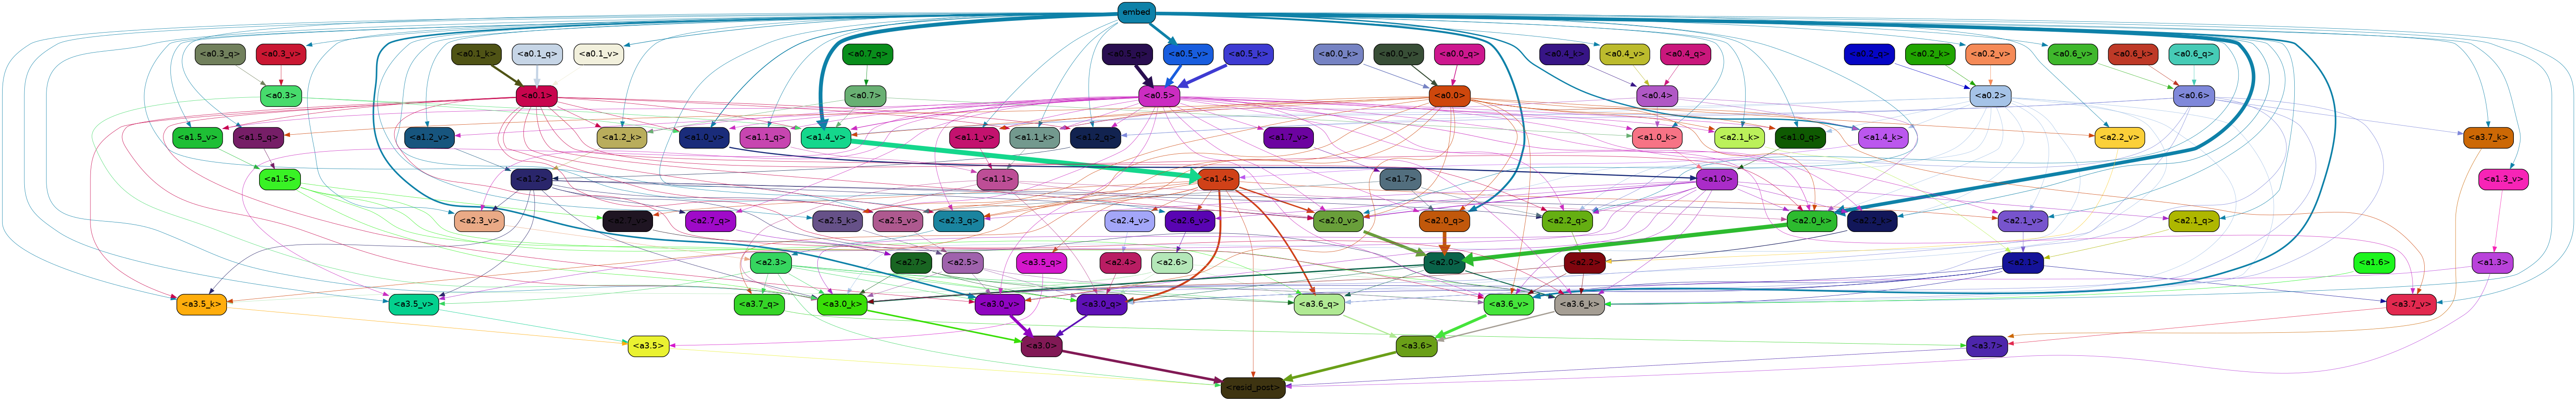 embed
<a0.3_q> <a0.3_v> <a0.1_k> <a0.1_q> <a0.1_v> <a0.7_q> <a0.5_q> <a0.5_v> <a0.5_k> <a0.0_k> <a0.0_v> <a0.0_q> <a0.4_k> <a0.4_v> <a0.4_q> <a0.2_q> <a0.2_k> <a0.2_v> <a0.6_v> <a0.6_k> <a0.6_q>
<a0.3> <a0.1> <a0.7> <a0.5> <a0.0> <a0.4> <a0.2> <a0.6>
<a1.5_v> <a1.5_q> <a1.2_v> <a1.2_k> <a1.0_v> <a1.1_q> <a1.4_v> <a1.1_v> <a1.1_k> <a1.2_q> <a1.7_v> <a1.0_k> <a2.1_k> <a1.0_q> <a1.4_k> <a2.2_v> <a3.7_k>
<a1.5> <a1.2> <a1.1> <a1.4> <a1.7> <a1.0> <a1.3_v>
<a2.3_v> <a2.7_v> <a2.7_q> <a2.5_k> <a2.5_v> <a2.3_q> <a2.4_v> <a2.6_v> <a2.0_v> <a2.0_q> <a2.2_q> <a2.0_k> <a2.2_k> <a2.1_v> <a2.1_q>
<a2.3> <a2.7> <a2.5> <a3.5_q> <a2.4> <a2.6> <a2.0> <a2.2> <a2.1> <a1.6> <a1.3>
<a3.5_k> <a3.5_v> <a3.7_q> <a3.0_k> <a3.0_v> <a3.0_q> <a3.6_q> <a3.6_v> <a3.6_k> <a3.7_v>
<a3.5> <a3.0> <a3.6> <a3.7>
<resid_post>